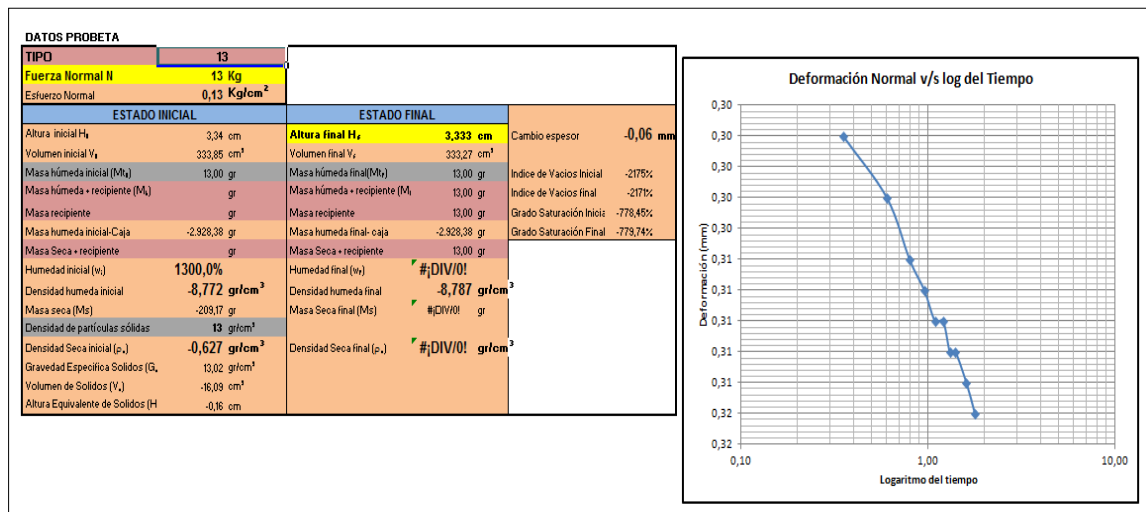 DATOS PROBETA
TIPO 13
Fuerza Normal N 13 Kg
Esfuerzo Normal 0,13 Kg/cm²
ESTADO INICIAL ESTADO FINAL
Altura inicial H₀ 3,34 cm Altura final H_F 3,333 cm Cambio espesor -0,06 mm
Volumen inicial V₀ 333,85 cm³ Volumen final V_F 333,27 cm³
Masa húmeda inicial (Mt₀) 13,00 gr Masa húmeda final(Mt_F) 13,00 gr Indice de Vacios Inicial -2175%
Masa húmeda + recipiente (M gr Masa húmeda + recipiente (M 13,00 gr Indice de Vacios final -2171%
Masa recipiente gr Masa recipiente 13,00 gr Grado Saturación Inicia -778,45%
Masa humeda inicial-Caja -2.928,38 gr Masa humeda final- caja -2.928,38 gr Grado Saturación Final -779,74%
Masa Seca + recipiente gr Masa Seca + recipiente 13,00 gr
Humedad inicial (wᵢ) 1300,0% Humedad final (w_F) #¡DIV/0!
Densidad humeda inicial -8,772 gr/cm³ Densidad humeda final -8,787 gr/cm³
Masa seca (Ms) -209,17 gr Masa Seca final (Ms) #¡DIV/0! gr
Densidad de partículas sólidas 13 gr/cm³
Densidad Seca inicial (ρₒ) -0,627 gr/cm³ Densidad Seca final (ρₒ) #¡DIV/0! gr/cm³
Gravedad Especifica Solidos (G 13,02 gr/cm³
Volumen de Solidos (Vₒ) -16,09 cm³
Altura Equivalente de Solidos (H -0,16 cm
Deformación Normal v/s log del Tiempo
Deformación (mm)
0,30
0,30
0,30
0,30
0,30
0,31
0,31
0,31
0,31
0,31
0,32
0,32
0,10 1,00 10,00
Logaritmo del tiempo